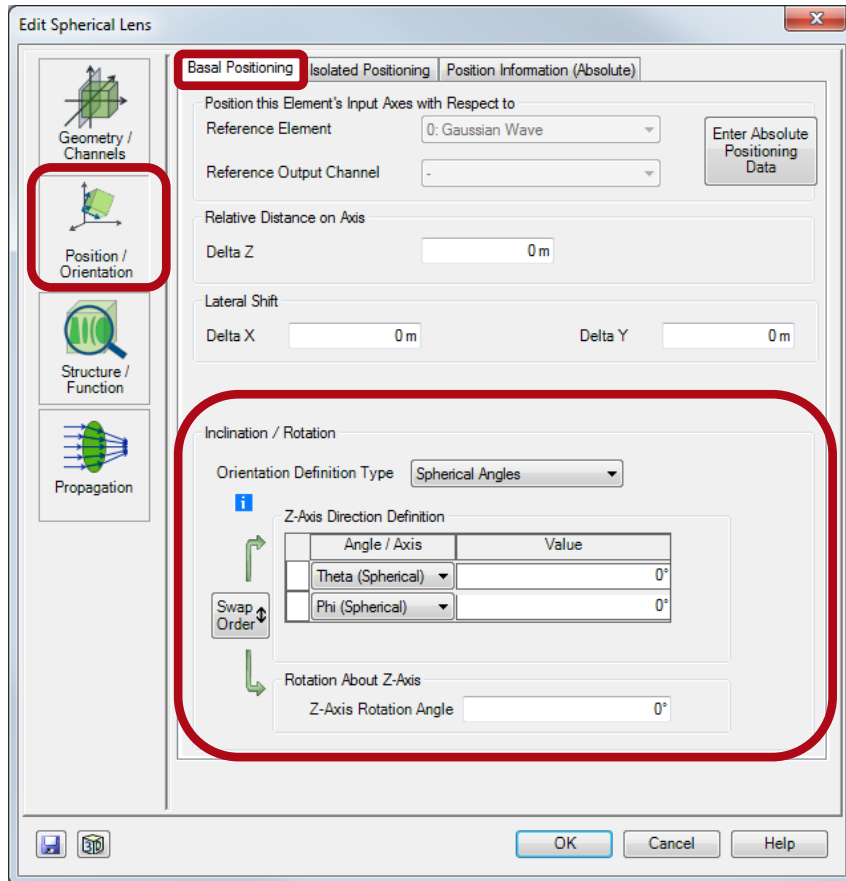 Edit Spherical Lens
x
Geometry /
Channels
Position /
Orientation
Structure /
Function
Propagation
Basal Positioning
Isolated Positioning
Position Information (Absolute)
Position this Element's Input Axes with Respect to
Reference Element
0: Gaussian Wave
Enter Absolute
Positioning
Data
Reference Output Channel
-
Relative Distance on Axis
Delta Z
0 m
Lateral Shift
Delta X
0 m
Delta Y
0 m
Inclination / Rotation
Orientation Definition Type
Spherical Angles
i
Z-Axis Direction Definition
Angle / Axis
Value
Theta (Spherical)
0°
Phi (Spherical)
0°
Swap
Order
Rotation About Z-Axis
Z-Axis Rotation Angle
0°
3D
OK
Cancel
Help